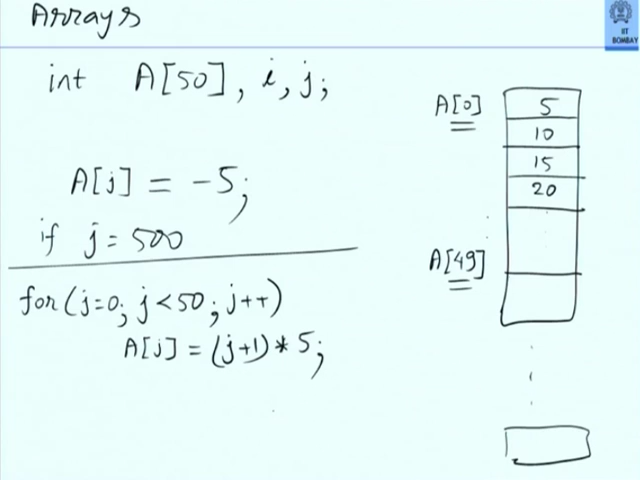 Arrays
IIT
BOMBAY
int A[50], i, j;
A[j] = -5;
if j = 500
for(j=0; j<50; j++)
A[j] = (j+1) * 5;
A[0]
5
10
15
20
A[49]